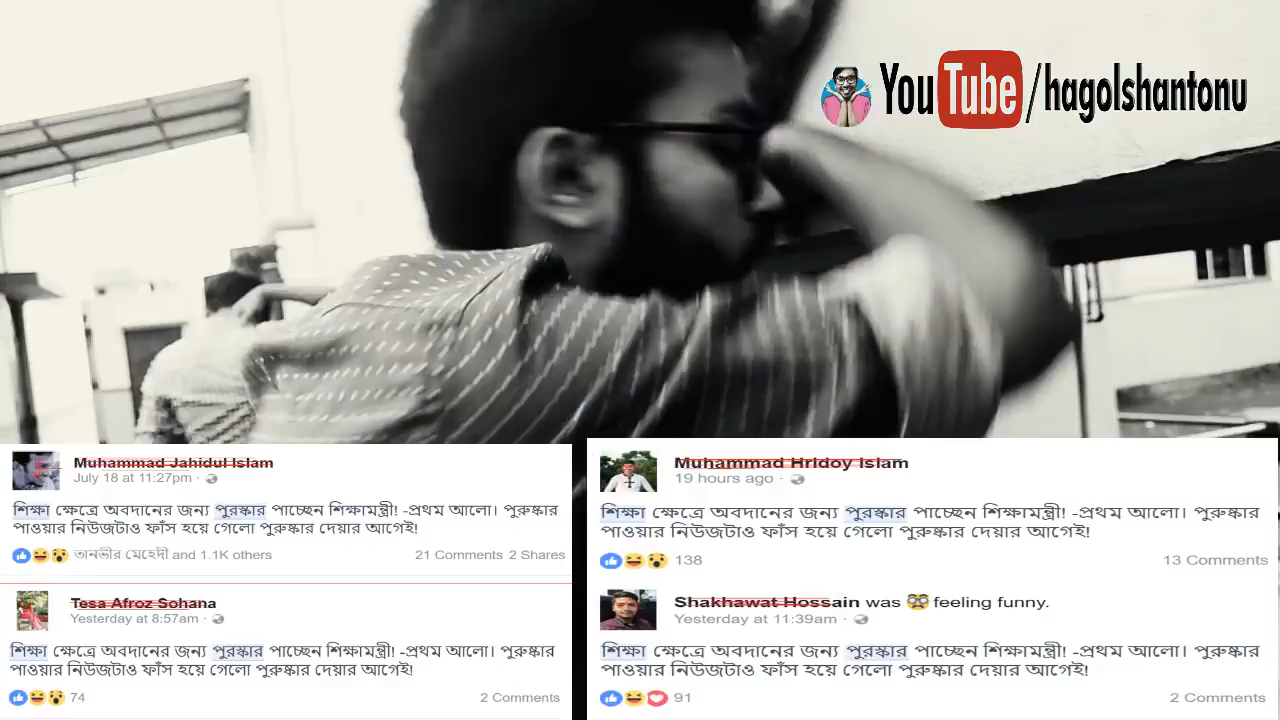 YouTube/hagolshantonu
Muhammad Jahidul Islam
July 18 at 11:27pm ·
শিক্ষা ক্ষেত্রে অবদানের জন্য পুরস্কার পাচ্ছেন শিক্ষামন্ত্রী! -প্রথম আলো। পুরুষ্কার
পাওয়ার নিউজটাও ফাঁস হয়ে গেলো পুরুষ্কার দেয়ার আগেই!
তানভীর মেহেদী and 1.1K others 21 Comments 2 Shares
Tesa Afroz Sohana
Yesterday at 8:57am ·
শিক্ষা ক্ষেত্রে অবদানের জন্য পুরস্কার পাচ্ছেন শিক্ষামন্ত্রী! -প্রথম আলো। পুরুষ্কার
পাওয়ার নিউজটাও ফাঁস হয়ে গেলো পুরুষ্কার দেয়ার আগেই!
74 2 Comments
Muhammad Hridoy Islam
19 hours ago ·
শিক্ষা ক্ষেত্রে অবদানের জন্য পুরস্কার পাচ্ছেন শিক্ষামন্ত্রী! -প্রথম আলো। পুরুষ্কার
পাওয়ার নিউজটাও ফাঁস হয়ে গেলো পুরুষ্কার দেয়ার আগেই!
138 13 Comments
Shakhawat Hossain was feeling funny.
Yesterday at 11:39am ·
শিক্ষা ক্ষেত্রে অবদানের জন্য পুরস্কার পাচ্ছেন শিক্ষামন্ত্রী! -প্রথম আলো। পুরুষ্কার
পাওয়ার নিউজটাও ফাঁস হয়ে গেলো পুরুষ্কার দেয়ার আগেই!
91 2 Comments